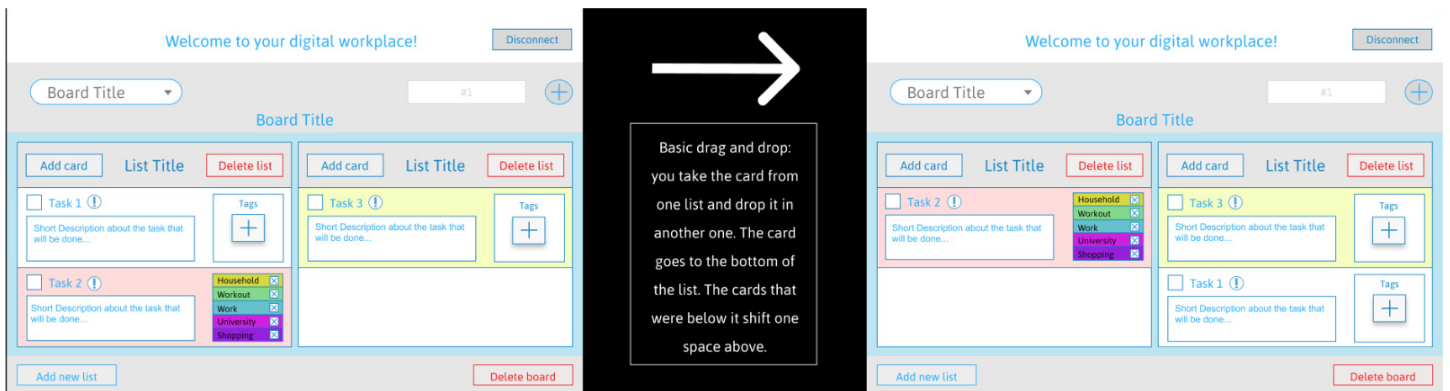 Welcome to your digital workplace!
Disconnect
Board Title
#1
Board Title
Add card
List Title
Delete list
Add card
List Title
Delete list
Task 1
Tags
Short Description about the task that
will be done...
Task 3
Tags
Short Description about the task that
will be done...
Task 2
Household
Workout
Work
University
Shopping
Short Description about the task that
will be done...
Add new list
Delete board
Basic drag and drop:
you take the card from
one list and drop it in
another one. The card
goes to the bottom of
the list. The cards that
were below it shift one
space above.
Welcome to your digital workplace!
Disconnect
Board Title
#1
Board Title
Add card
List Title
Delete list
Add card
List Title
Delete list
Task 2
Household
Workout
Work
University
Shopping
Short Description about the task that
will be done...
Task 3
Tags
Short Description about the task that
will be done...
Task 1
Tags
Short Description about the task that
will be done...
Add new list
Delete board